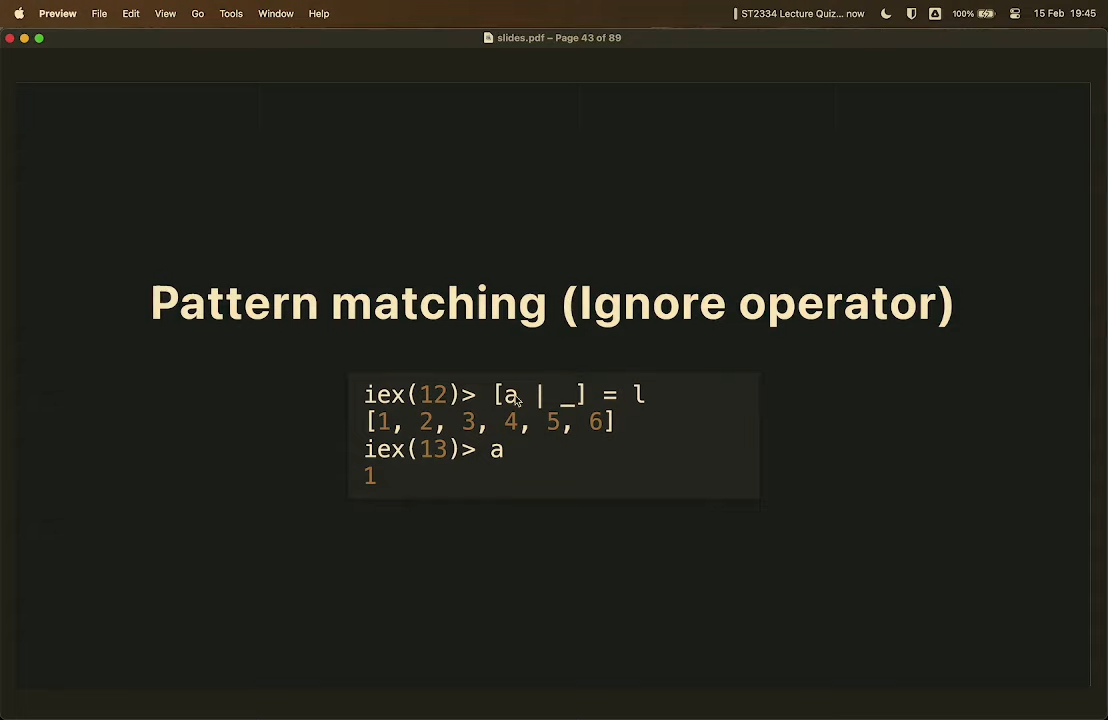 Preview File Edit View Go Tools Window Help ST2334 Lecture Quiz... now 100% 15 Feb 19:45
slides.pdf – Page 43 of 89
Pattern matching (Ignore operator)
iex(12)> [a | _] = l
[1, 2, 3, 4, 5, 6]
iex(13)> a
1